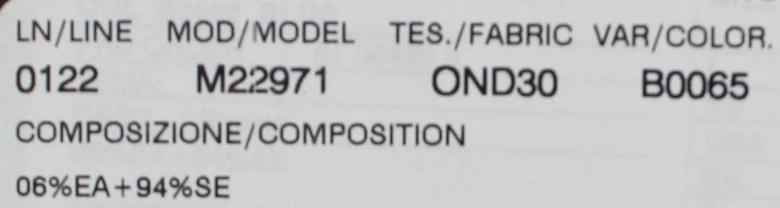 LN/LINE MOD/MODEL TES./FABRIC VAR/COLOR.
0122 M22971 OND30 B0065
COMPOSIZIONE/COMPOSITION
06%EA+94%SE